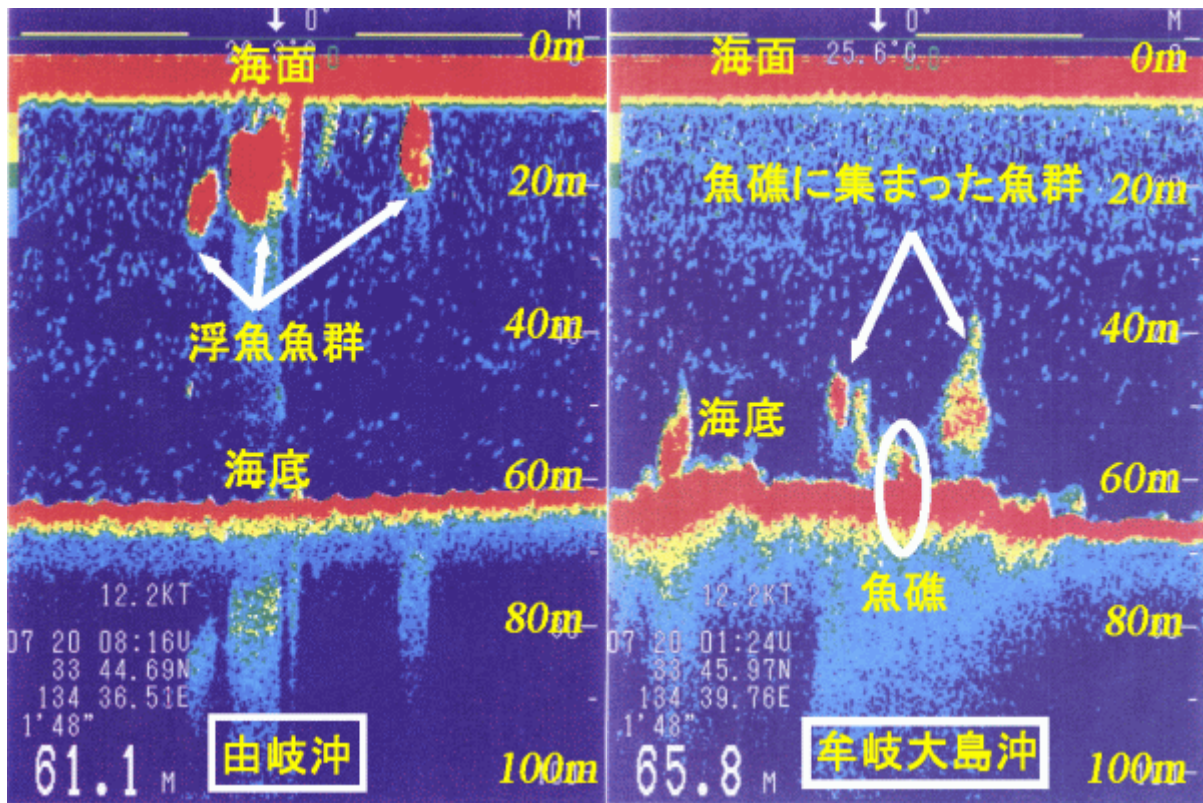 0°
M
0m
海面
20m
浮魚魚群
40m
海底
60m
12.2KT
80m
07 20 08:16U
33 44.69N
134 36.51E
1'48"
由岐沖
61.1 M
100m
0°
M
海面
0m
25.6°C
魚礁に集まった魚群
20m
40m
海底
60m
魚礁
12.2KT
80m
07 20 01:24U
33 45.97N
134 39.76E
1'48"
牟岐大島沖
65.8 M
100m